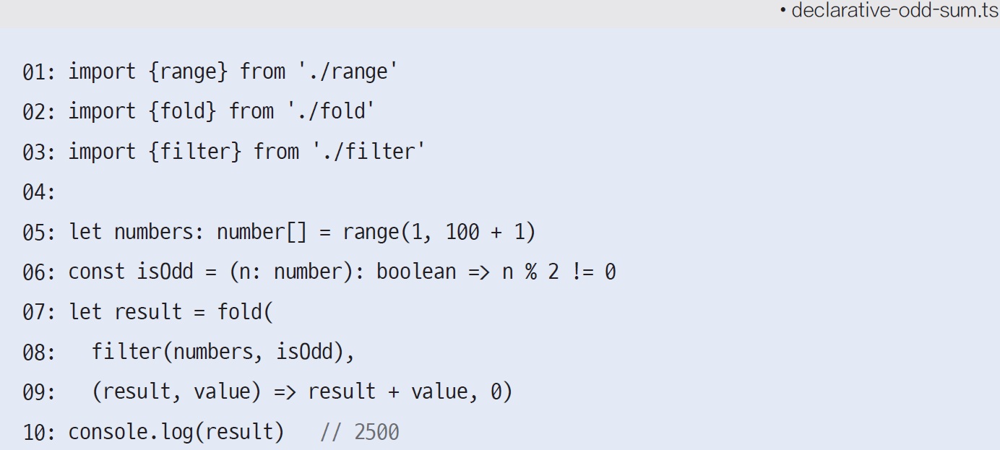 • declarative-odd-sum.ts
01: import {range} from './range'
02: import {fold} from './fold'
03: import {filter} from './filter'
04:
05: let numbers: number[] = range(1, 100 + 1)
06: const isOdd = (n: number): boolean => n % 2 != 0
07: let result = fold(
08:   filter(numbers, isOdd),
09:   (result, value) => result + value, 0)
10: console.log(result)   // 2500